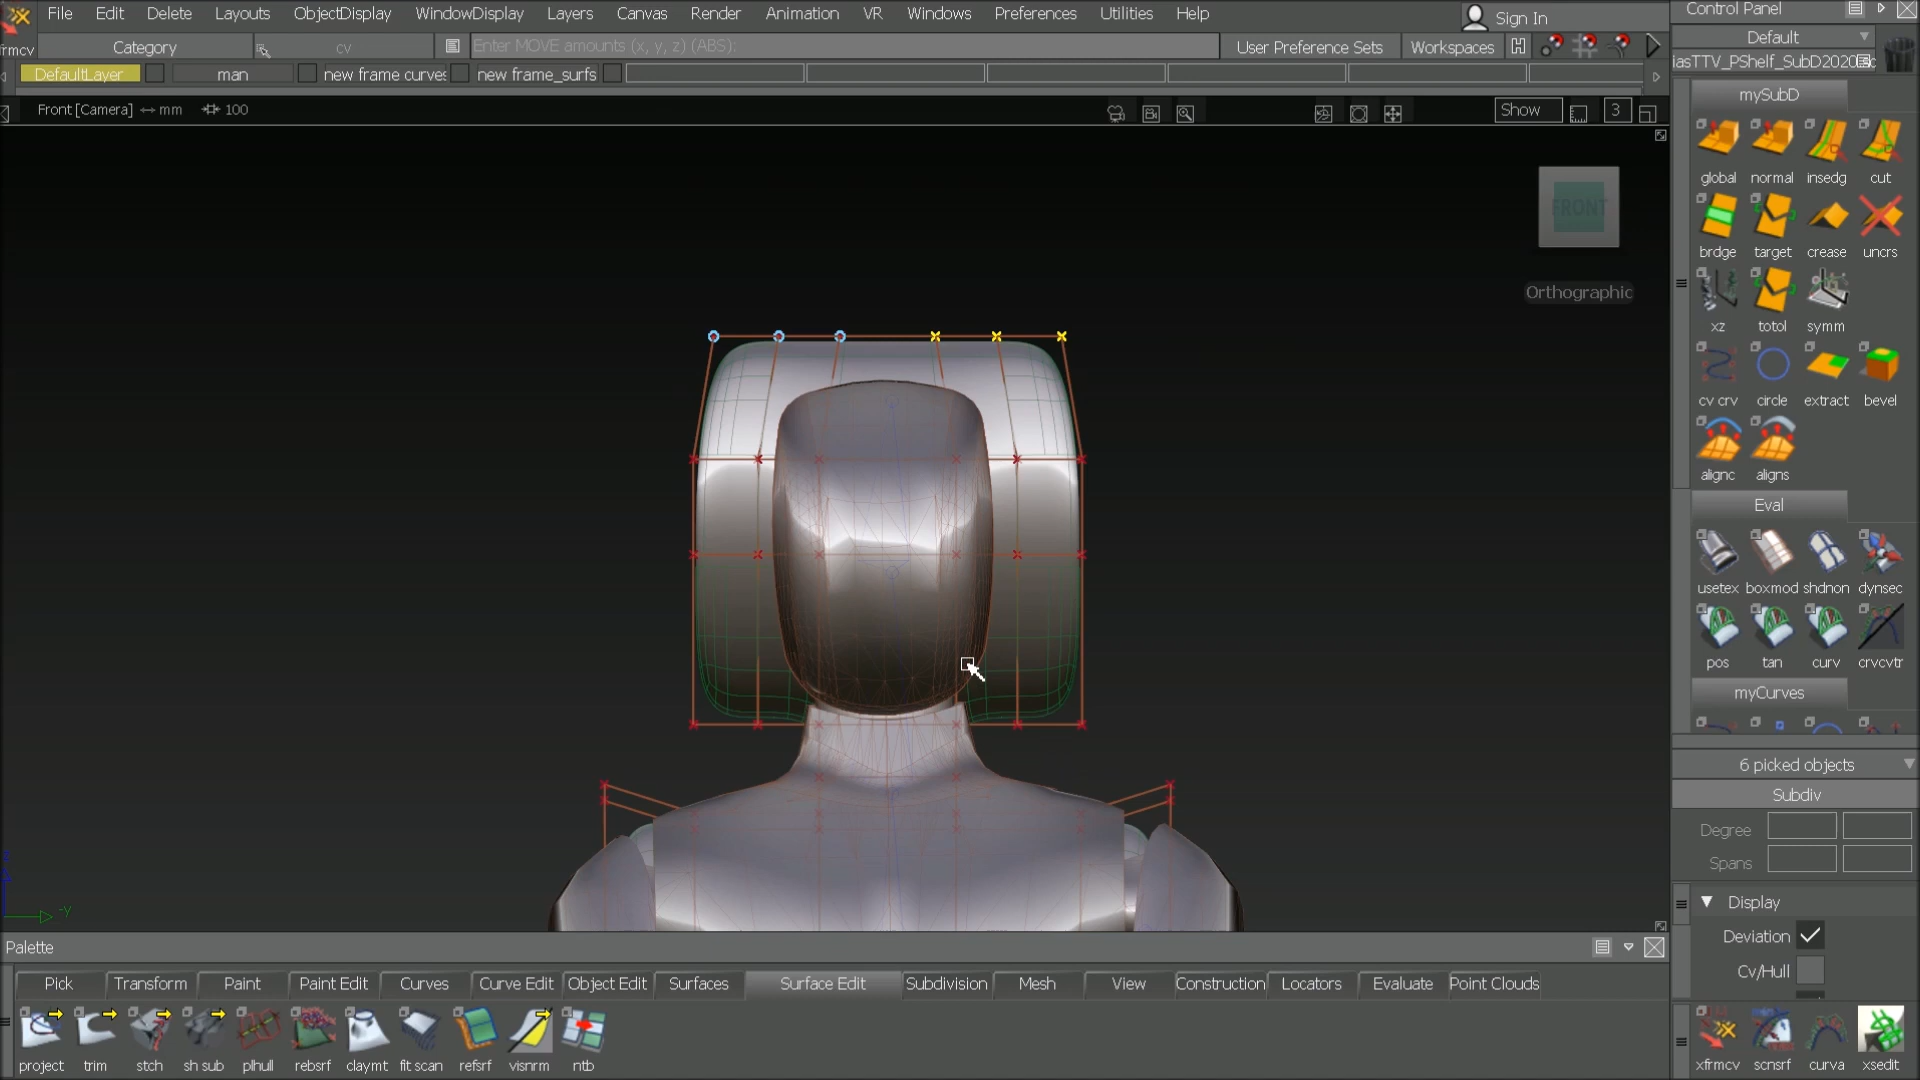 File Edit Delete Layouts ObjectDisplay WindowDisplay Layers Canvas Render Animation VR Windows Preferences Utilities Help Sign In
frmcv Category cv Enter MOVE amounts (x, y, z) (ABS): User Preference Sets Workspaces H
DefaultLayer man new frame curves new frame_surfs
Front [Camera] mm 100 Show 3
FRONT
Orthographic
-y
Palette
Pick Transform Paint Paint Edit Curves Curve Edit Object Edit Surfaces Surface Edit Subdivision Mesh View Construction Locators Evaluate Point Clouds
project trim stch sh sub plhull rebsrf claymt fit scan refsrf visnrm ntb
Control Panel
Default
iasTTV_PShelf_SubD2020
mySubD
global normal insedg cut
brdge target crease uncrs
xz totol symm
cv crv circle extract bevel
alignc aligns
Eval
usetex boxmod shdnon dynsec
pos tan curv crvcvtr
myCurves
6 picked objects
Subdiv
Degree
Spans
Display
Deviation
Cv/Hull
xfrmcv scnsrf curva xsedit